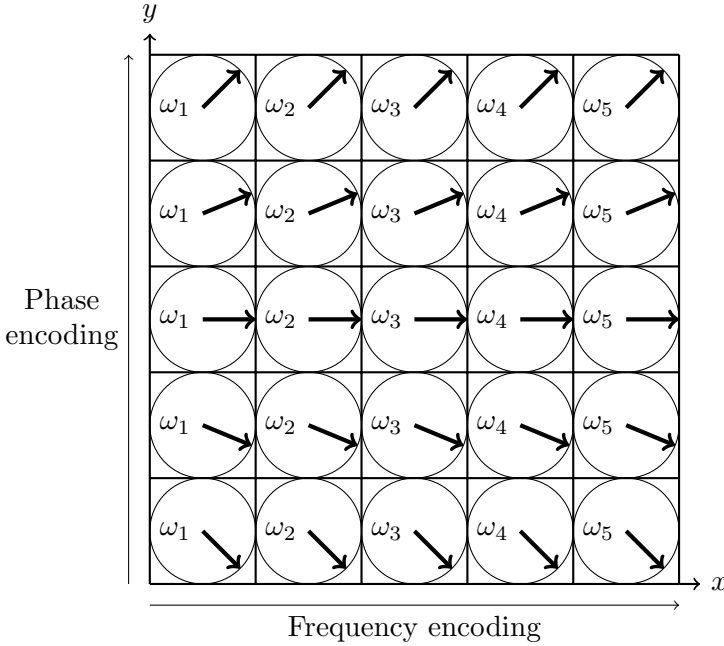 y
ω₁ ω₂ ω₃ ω₄ ω₅
ω₁ ω₂ ω₃ ω₄ ω₅
Phase
ω₁ ω₂ ω₃ ω₄ ω₅
encoding
ω₁ ω₂ ω₃ ω₄ ω₅
ω₁ ω₂ ω₃ ω₄ ω₅
x
Frequency encoding